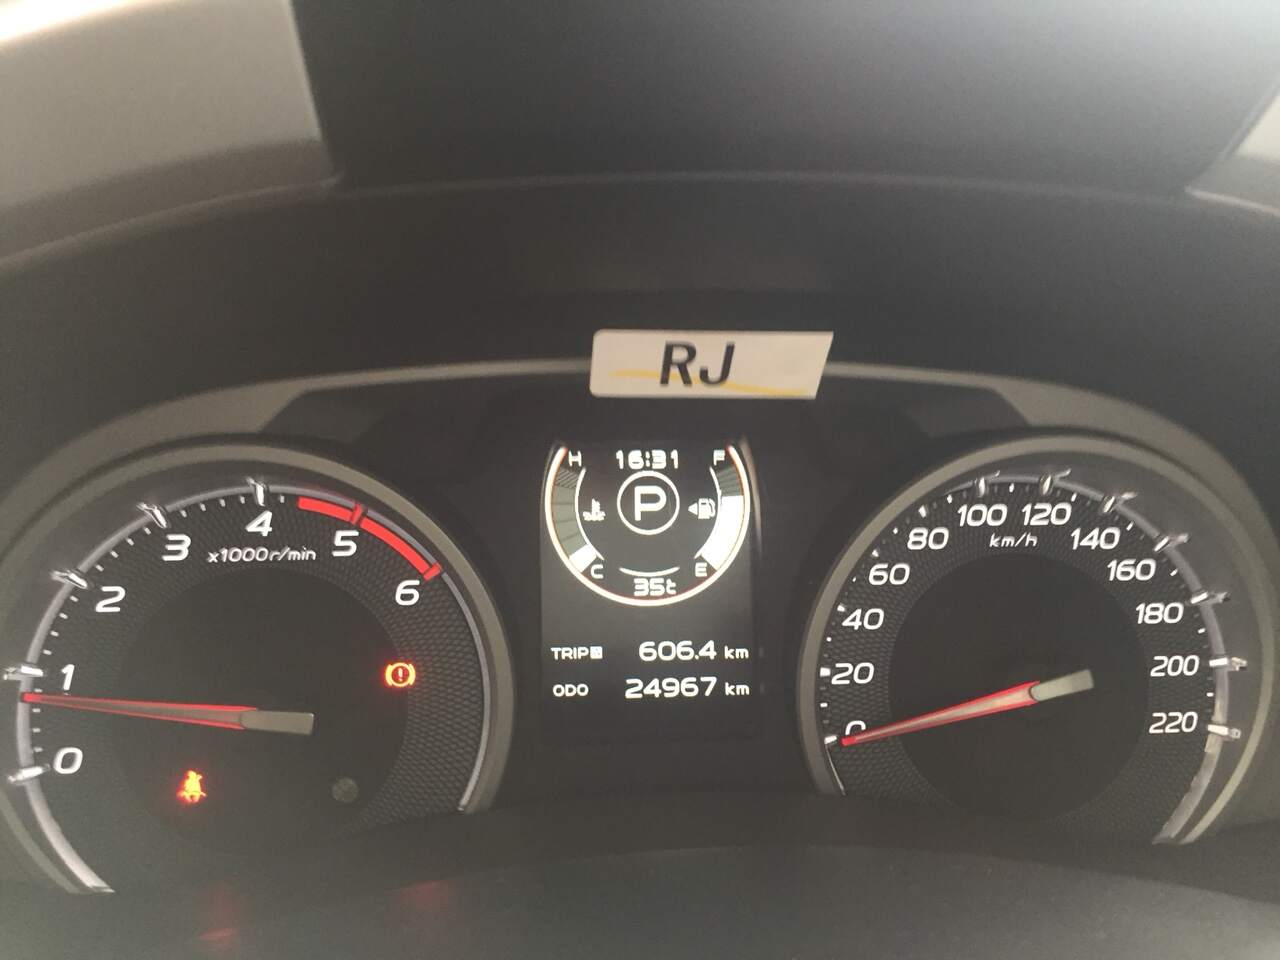 RJ
H 16:31 F
P
C 35t E
TRIP B 606.4 km
ODO 24967 km
0 1 2 3 4 5 6
x1000r/min
0 20 40 60 80 100 120 140 160 180 200 220
km/h